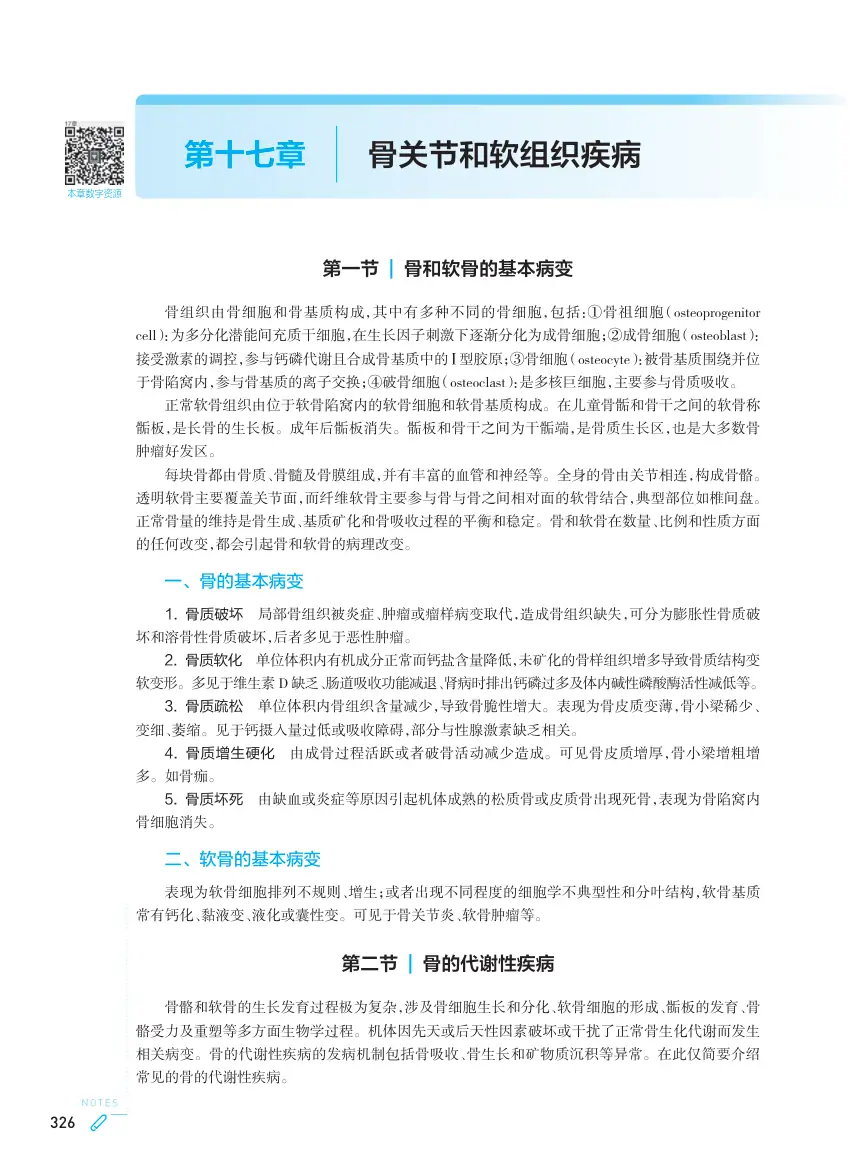 17章
本章数字资源
第十七章 骨关节和软组织疾病
第一节 | 骨和软骨的基本病变
骨组织由骨细胞和骨基质构成,其中有多种不同的骨细胞,包括:①骨祖细胞(osteoprogenitor
cell):为多分化潜能间充质干细胞,在生长因子刺激下逐渐分化为成骨细胞;②成骨细胞(osteoblast):
接受激素的调控,参与钙磷代谢且合成骨基质中的Ⅰ型胶原;③骨细胞(osteocyte):被骨基质围绕并位
于骨陷窝内,参与骨基质的离子交换;④破骨细胞(osteoclast):是多核巨细胞,主要参与骨质吸收。
正常软骨组织由位于软骨陷窝内的软骨细胞和软骨基质构成。在儿童骨骺和骨干之间的软骨称
骺板,是长骨的生长板。成年后骺板消失。骺板和骨干之间为干骺端,是骨质生长区,也是大多数骨
肿瘤好发区。
每块骨都由骨质、骨髓及骨膜组成,并有丰富的血管和神经等。全身的骨由关节相连,构成骨骼。
透明软骨主要覆盖关节面,而纤维软骨主要参与骨与骨之间相对面的软骨结合,典型部位如椎间盘。
正常骨量的维持是骨生成、基质矿化和骨吸收过程的平衡和稳定。骨和软骨在数量、比例和性质方面
的任何改变,都会引起骨和软骨的病理改变。
一、骨的基本病变
1. 骨质破坏 局部骨组织被炎症、肿瘤或瘤样病变取代,造成骨组织缺失,可分为膨胀性骨质破
坏和溶骨性骨质破坏,后者多见于恶性肿瘤。
2. 骨质软化 单位体积内有机成分正常而钙盐含量降低,未矿化的骨样组织增多导致骨质结构变
软变形。多见于维生素 D 缺乏、肠道吸收功能减退、肾病时排出钙磷过多及体内碱性磷酸酶活性减低等。
3. 骨质疏松 单位体积内骨组织含量减少,导致骨脆性增大。表现为骨皮质变薄,骨小梁稀少、
变细、萎缩。见于钙摄入量过低或吸收障碍,部分与性腺激素缺乏相关。
4. 骨质增生硬化 由成骨过程活跃或者破骨活动减少造成。可见骨皮质增厚,骨小梁增粗增
多。如骨痂。
5. 骨质坏死 由缺血或炎症等原因引起机体成熟的松质骨或皮质骨出现死骨,表现为骨陷窝内
骨细胞消失。
二、软骨的基本病变
表现为软骨细胞排列不规则、增生;或者出现不同程度的细胞学不典型性和分叶结构,软骨基质
常有钙化、黏液变、液化或囊性变。可见于骨关节炎、软骨肿瘤等。
第二节 | 骨的代谢性疾病
骨骼和软骨的生长发育过程极为复杂,涉及骨细胞生长和分化、软骨细胞的形成、骺板的发育、骨
骼受力及重塑等多方面生物学过程。机体因先天或后天性因素破坏或干扰了正常骨生化代谢而发生
相关病变。骨的代谢性疾病的发病机制包括骨吸收、骨生长和矿物质沉积等异常。在此仅简要介绍
常见的骨的代谢性疾病。
NOTES
326